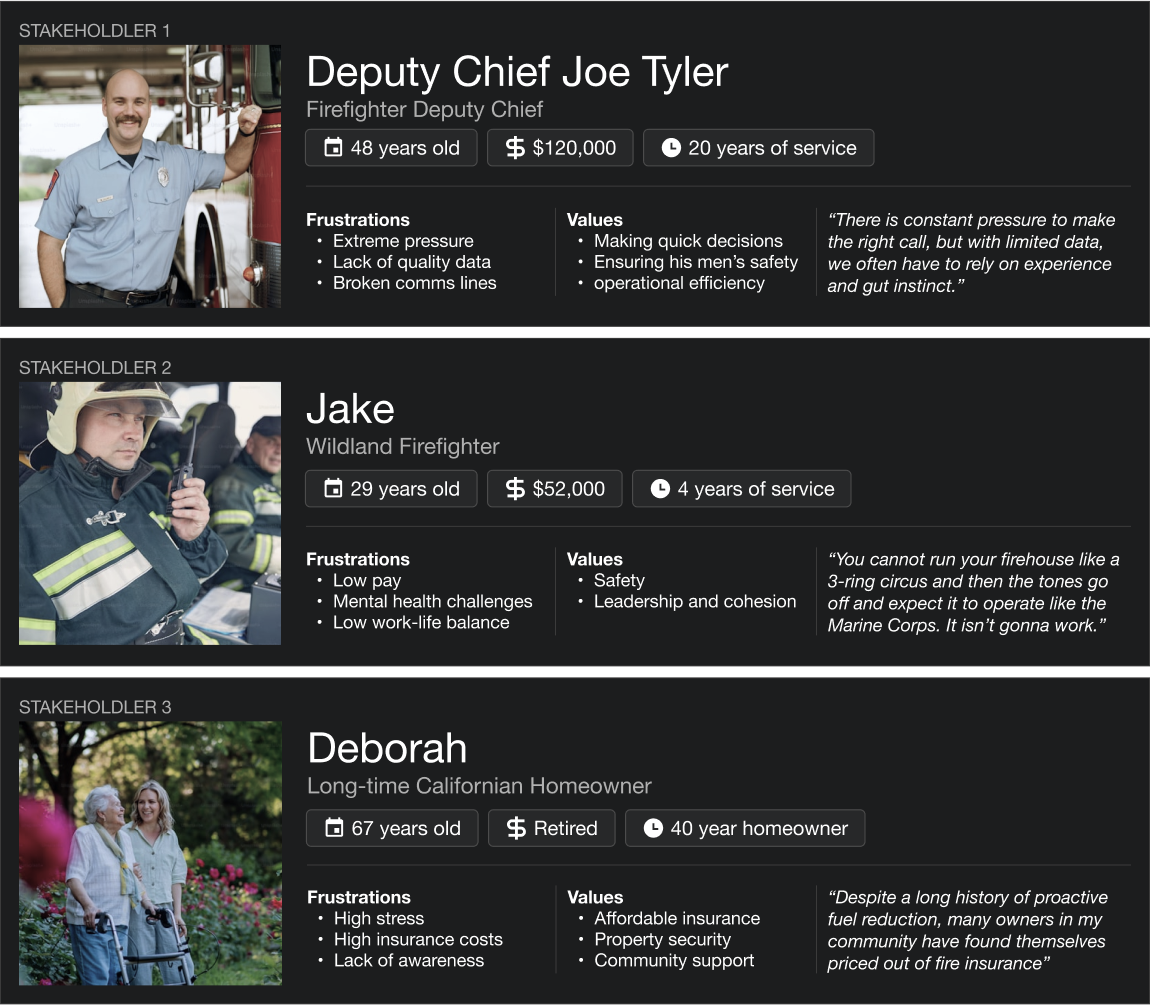 STAKEHOLDLER 1
Deputy Chief Joe Tyler
Firefighter Deputy Chief
48 years old
$120,000
20 years of service
Frustrations
• Extreme pressure
• Lack of quality data
• Broken comms lines
Values
• Making quick decisions
• Ensuring his men’s safety
• operational efficiency
“There is constant pressure to make
the right call, but with limited data,
we often have to rely on experience
and gut instinct.”
STAKEHOLDLER 2
Jake
Wildland Firefighter
29 years old
$52,000
4 years of service
Frustrations
• Low pay
• Mental health challenges
• Low work-life balance
Values
• Safety
• Leadership and cohesion
“You cannot run your firehouse like a
3-ring circus and then the tones go
off and expect it to operate like the
Marine Corps. It isn’t gonna work.”
STAKEHOLDLER 3
Deborah
Long-time Californian Homeowner
67 years old
$ Retired
40 year homeowner
Frustrations
• High stress
• High insurance costs
• Lack of awareness
Values
• Affordable insurance
• Property security
• Community support
“Despite a long history of proactive
fuel reduction, many owners in my
community have found themselves
priced out of fire insurance”